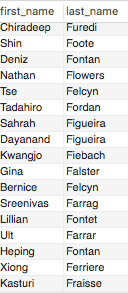 first_name last_name
Chiradeep Furedi
Shin Foote
Deniz Fontan
Nathan Flowers
Tse Felcyn
Tadahiro Fordan
Sahrah Figueira
Dayanand Figueira
Kwangjo Fiebach
Gina Falster
Bernice Felcyn
Sreenivas Farrag
Lillian Fontet
Ult Farrar
Heping Fontan
Xiong Ferriere
Kasturi Fraisse